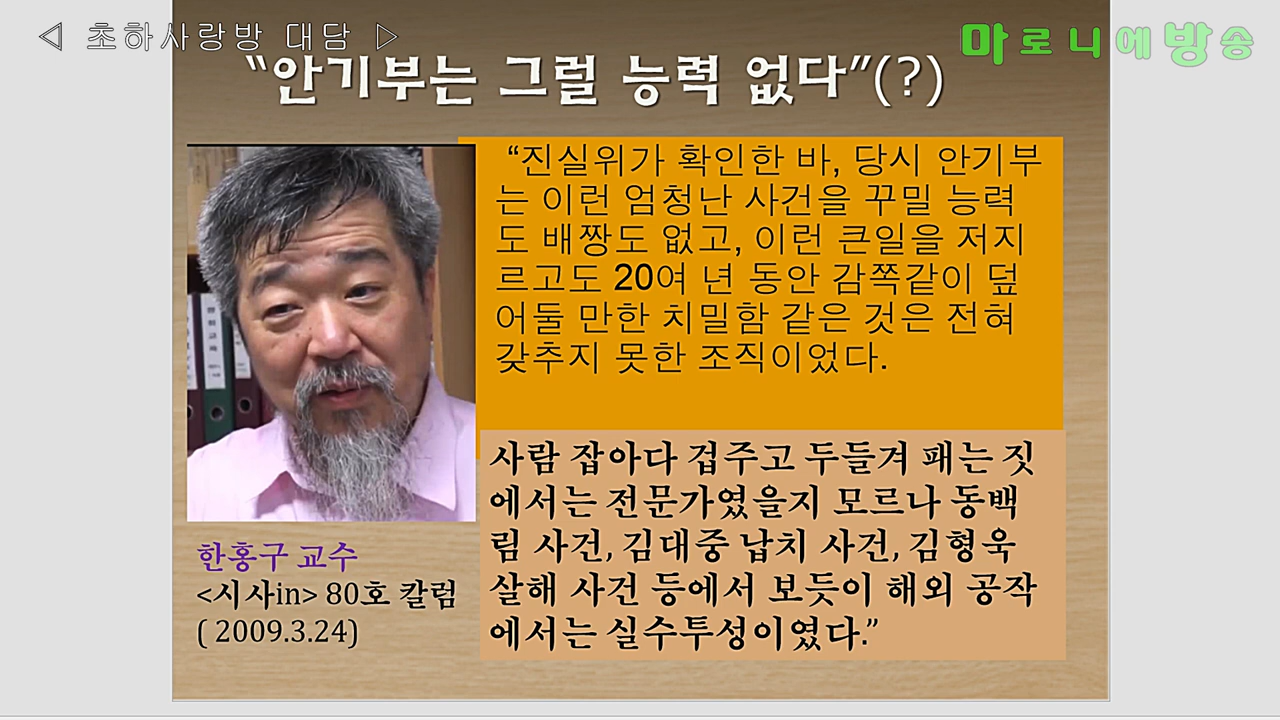 ◁ 초하사랑방 대담 ▷
마로니에방송
“안기부는 그럴 능력 없다”(?)
“진실위가 확인한 바, 당시 안기부
는 이런 엄청난 사건을 꾸밀 능력
도 배짱도 없고, 이런 큰일을 저지
르고도 20여 년 동안 감쪽같이 덮
어둘 만한 치밀함 같은 것은 전혀
갖추지 못한 조직이었다.
사람 잡아다 겁주고 두들겨 패는 짓
에서는 전문가였을지 모르나 동백
림 사건, 김대중 납치 사건, 김형욱
살해 사건 등에서 보듯이 해외 공작
에서는 실수투성이였다.”
한홍구 교수
<시사in> 80호 칼럼
( 2009.3.24)